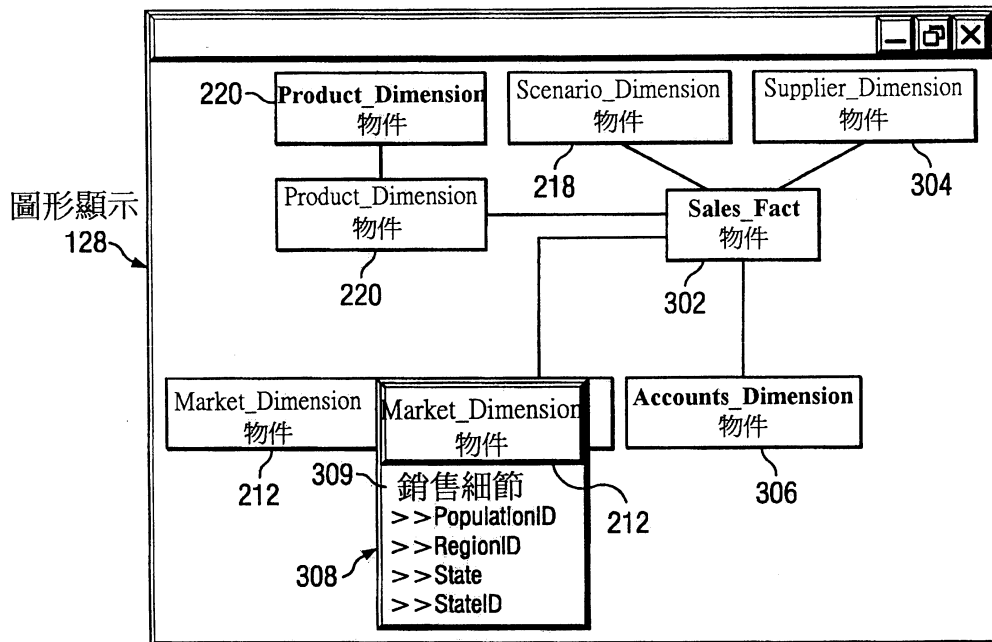 220
Product_Dimension
物件
Scenario_Dimension
物件
218
Supplier_Dimension
物件
304
圖形顯示
128
Product_Dimension
物件
220
Sales_Fact
物件
302
Market_Dimension
物件
212
Market_Dimension
物件
212
Accounts_Dimension
物件
306
309
銷售細節
>>PopulationID
>>RegionID
>>State
>>StateID
308